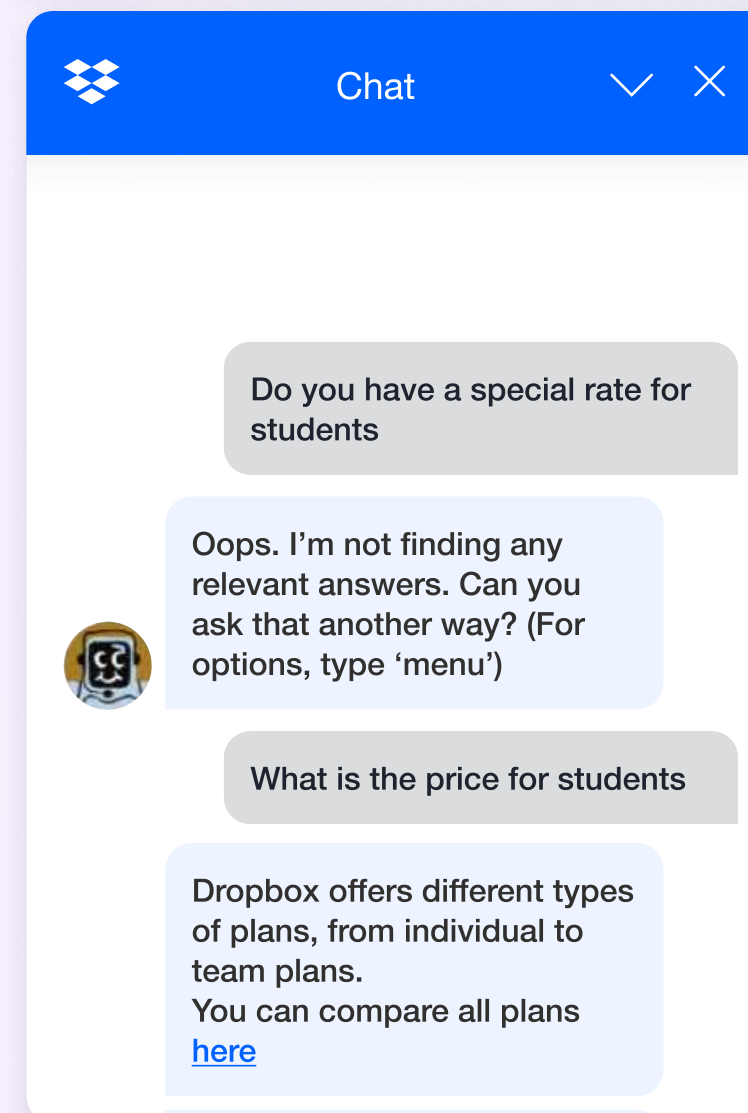 Chat
Do you have a special rate for
students
Oops. I’m not finding any
relevant answers. Can you
ask that another way? (For
options, type ‘menu’)
What is the price for students
Dropbox offers different types
of plans, from individual to
team plans.
You can compare all plans
here